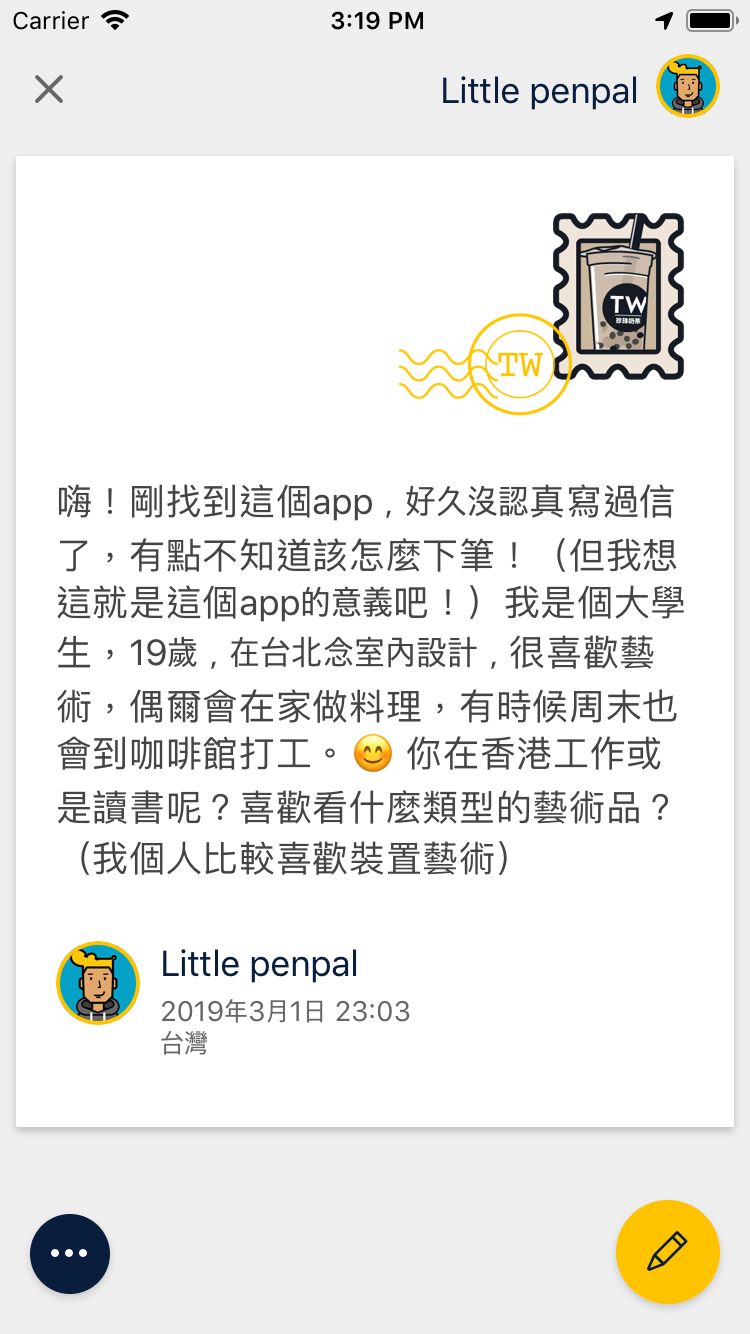 Carrier
3:19 PM
Little penpal
TW
珍珠奶茶
TW
嗨！剛找到這個app，好久沒認真寫過信
了，有點不知道該怎麼下筆！（但我想
這就是這個app的意義吧！）我是個大學
生，19歲，在台北念室內設計，很喜歡藝
術，偶爾會在家做料理，有時候周末也
會到咖啡館打工。😊 你在香港工作或
是讀書呢？喜歡看什麼類型的藝術品？
（我個人比較喜歡裝置藝術）
Little penpal
2019年3月1日 23:03
台灣